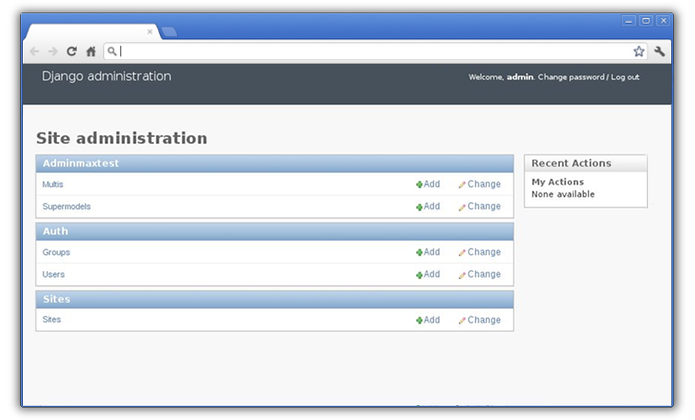 Django administration
Welcome, admin. Change password / Log out
Site administration
Adminmaxtest
Multis Add Change
Supermodels Add Change
Auth
Groups Add Change
Users Add Change
Sites
Sites Add Change
Recent Actions
My Actions
None available